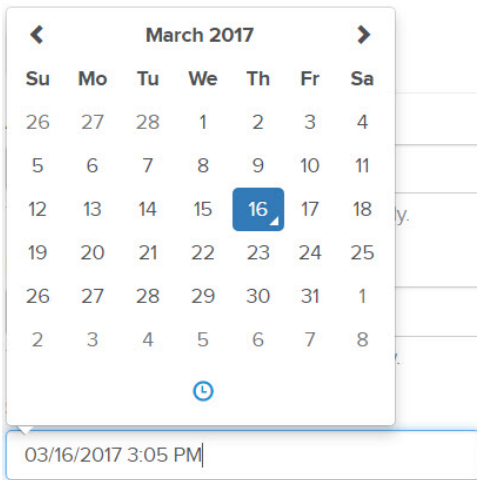 March 2017
Su Mo Tu We Th Fr Sa
26 27 28 1 2 3 4
5 6 7 8 9 10 11
12 13 14 15 16 17 18
ly.
19 20 21 22 23 24 25
26 27 28 29 30 31 1
2 3 4 5 6 7 8
03/16/2017 3:05 PM